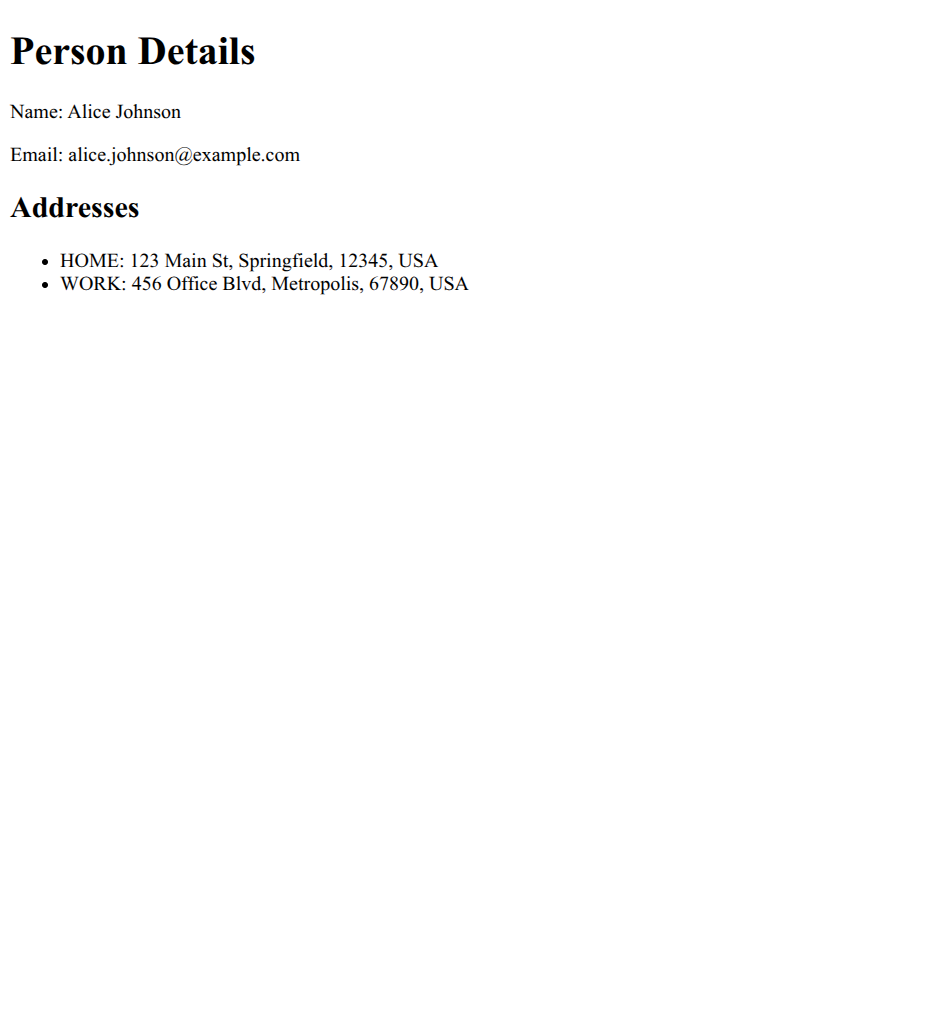 Person Details
Name: Alice Johnson
Email: alice.johnson@example.com
Addresses
• HOME: 123 Main St, Springfield, 12345, USA
• WORK: 456 Office Blvd, Metropolis, 67890, USA